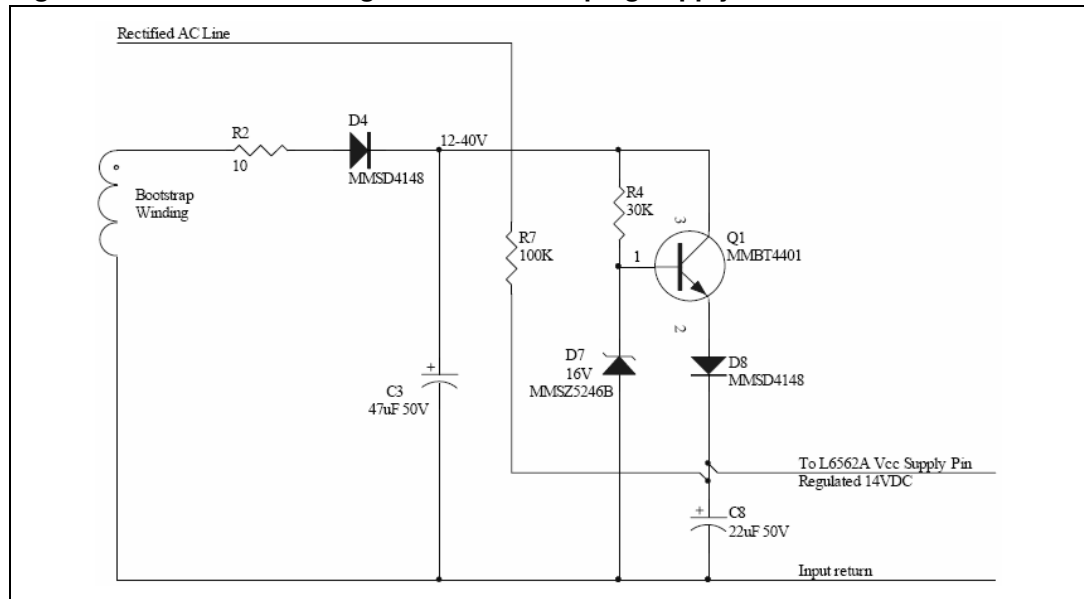 Rectified AC Line
D4
R2
12-40V
10
MMSD4148
Bootstrap
Winding
R4
30K
3
Q1
MMBT4401
R7
100K
1
2
D7
16V
MMSZ5246B
D8
MMSD4148
+
C3
47uF 50V
To L6562A Vcc Supply Pin
Regulated 14VDC
+
C8
22uF 50V
Input return